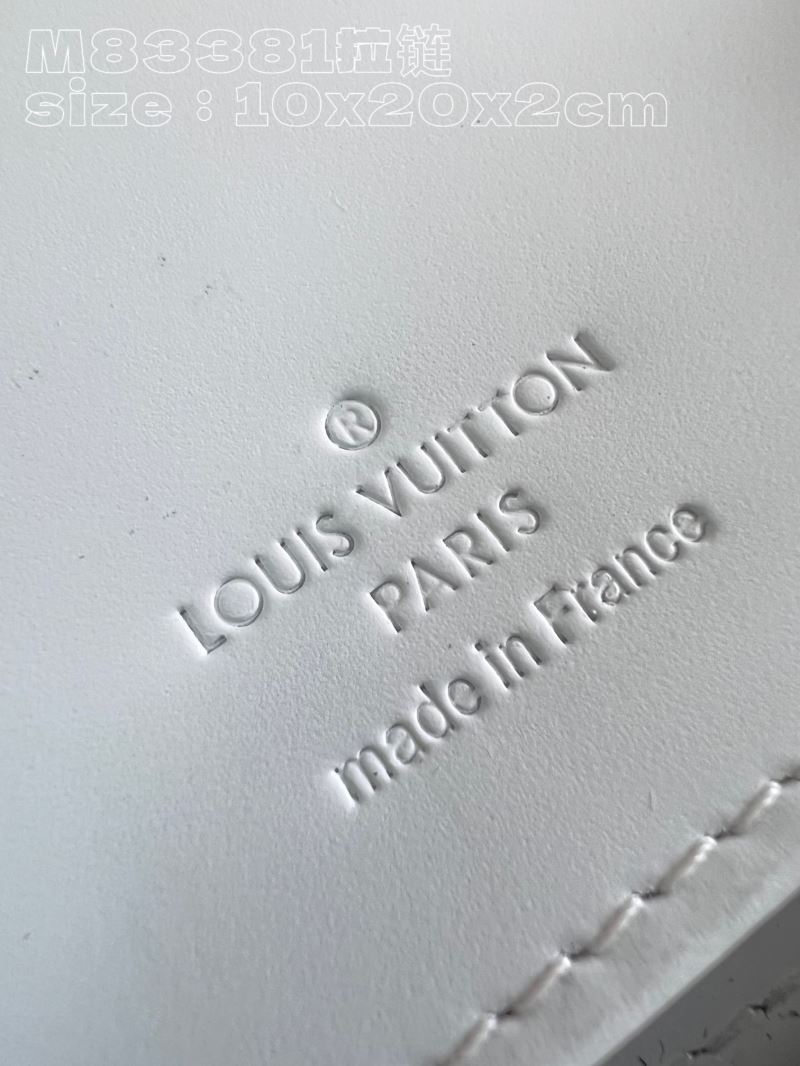 M83381拉链
size：10x20x2cm
®
LOUIS VUITTON
PARIS
made in France